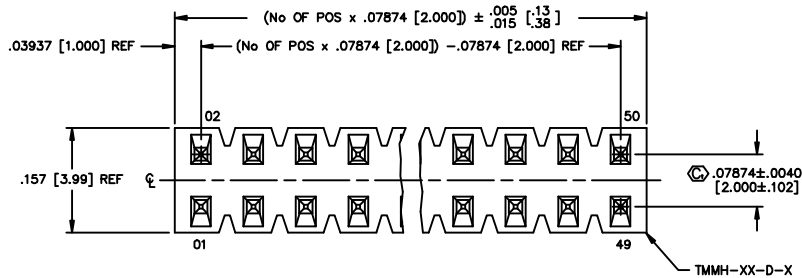 (No OF POS x .07874 [2.000]) ± .005 [.13
.015 .38]
.03937 [1.000] REF
(No OF POS x .07874 [2.000]) -.07874 [2.000] REF
02
50
.157 [3.99] REF
℄
C1
.07874±.0040
[2.000±.102]
01
49
TMMH-XX-D-X